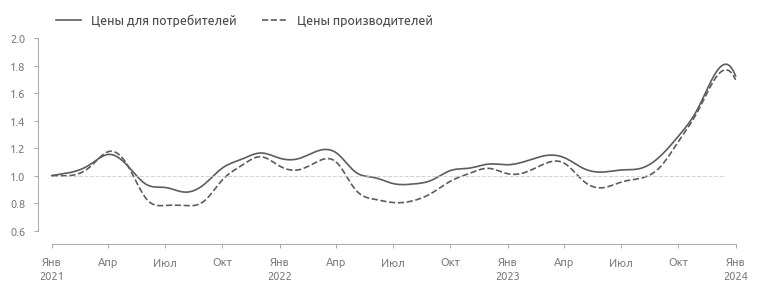 Цены для потребителей Цены производителей
2.0
1.8
1.6
1.4
1.2
1.0
0.8
0.6
Янв Апр Июл Окт Янв Апр Июл Окт Янв Апр Июл Окт Янв
2021 2022 2023 2024